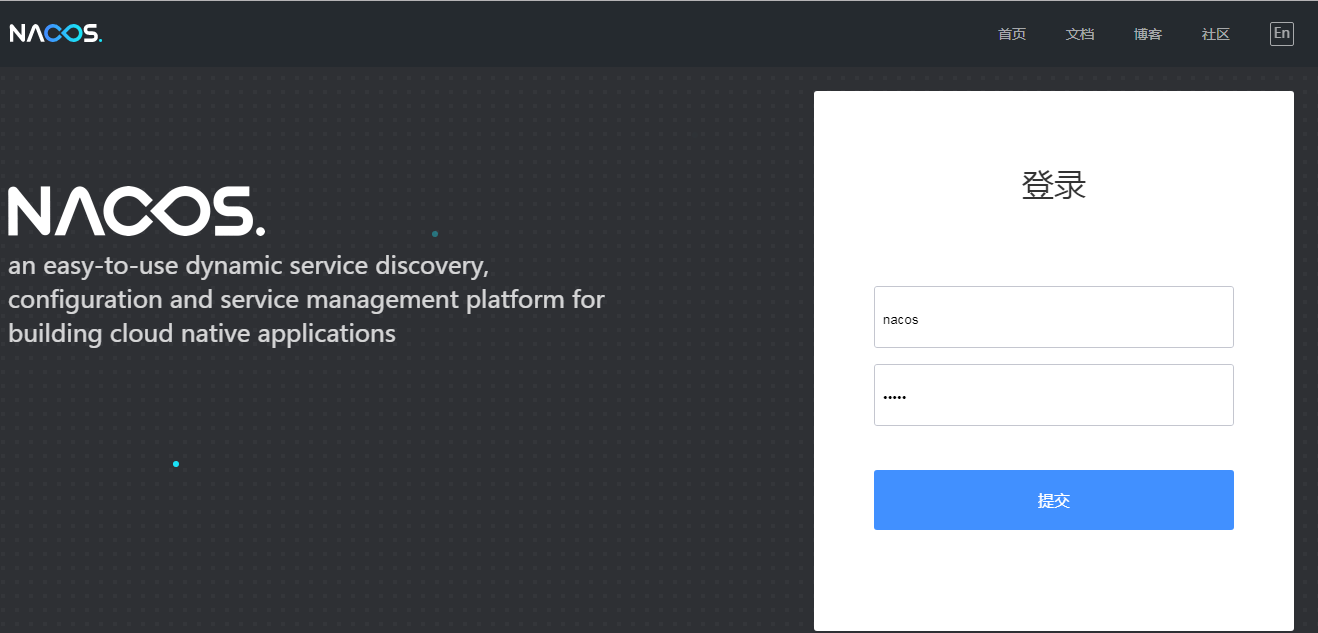 NACOS.
首页 文档 博客 社区 En
NACOS.
an easy-to-use dynamic service discovery,
configuration and service management platform for
building cloud native applications
登录
nacos
•••••
提交